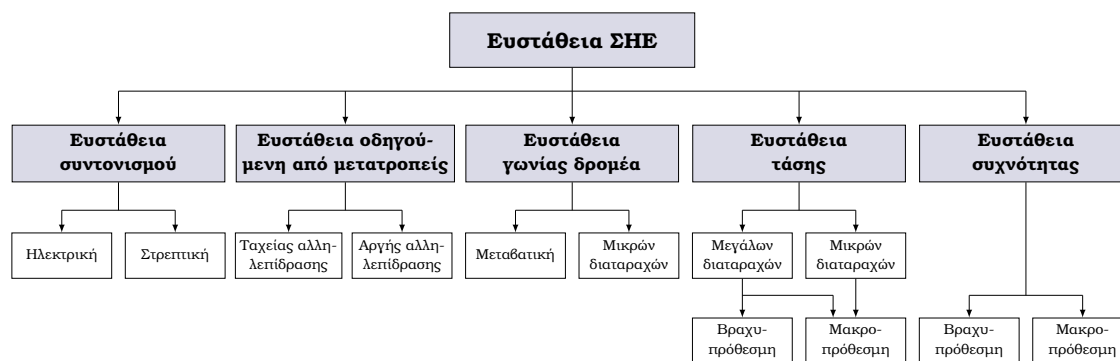 Ευστάθεια ΣΗΕ
Ευστάθεια
συντονισμού
Ευστάθεια οδηγού-
μενη από μετατροπείς
Ευστάθεια
γωνίας δρομέα
Ευστάθεια
τάσης
Ευστάθεια
συχνότητας
Ηλεκτρική
Στρεπτική
Ταχείας αλλη-
λεπίδρασης
Αργής αλλη-
λεπίδρασης
Μεταβατική
Μικρών
διαταραχών
Μεγάλων
διαταραχών
Μικρών
διαταραχών
Βραχυ-
πρόθεσμη
Μακρο-
πρόθεσμη
Βραχυ-
πρόθεσμη
Μακρο-
πρόθεσμη